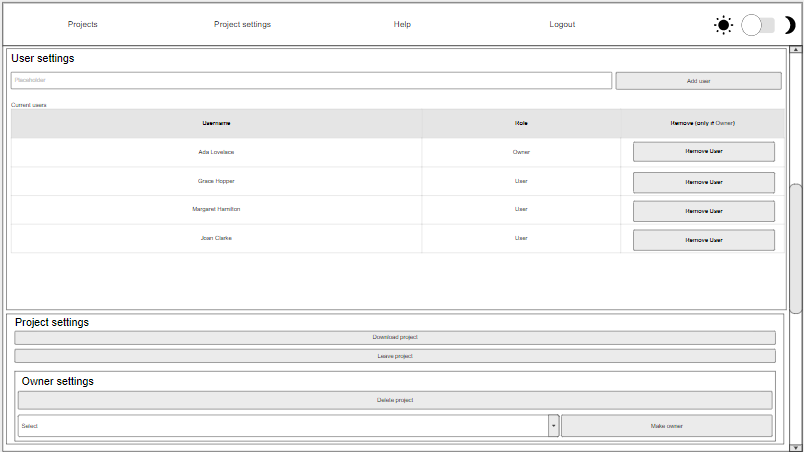 Projects Project settings Help Logout
User settings
Placeholder Add user
Current users
Username Role Remove (only if Owner)
Ada Lovelace Owner Remove User
Grace Hopper User Remove User
Margaret Hamilton User Remove User
Joan Clarke User Remove User
Project settings
Download project
Leave project
Owner settings
Delete project
Select Make owner